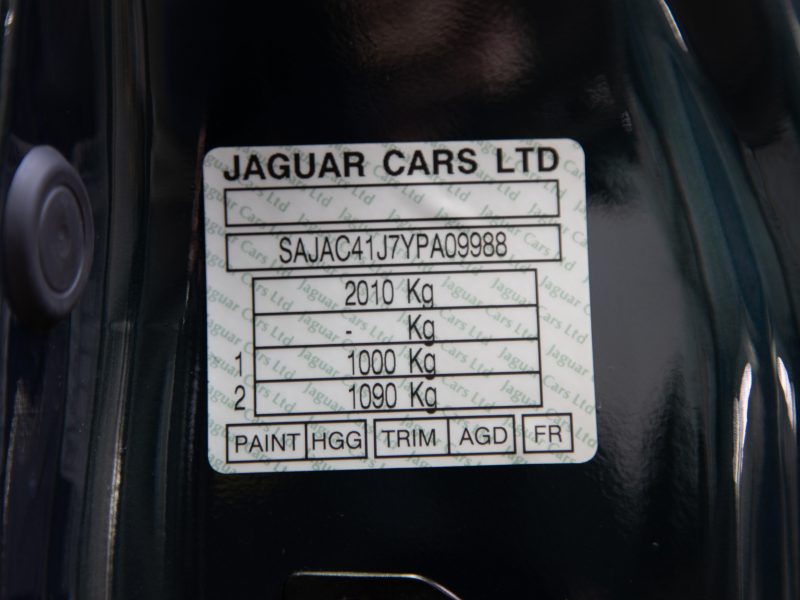 JAGUAR CARS LTD
SAJAC41J7YPA09988
2010 Kg
- Kg
1 1000 Kg
2 1090 Kg
PAINT HGG TRIM AGD FR